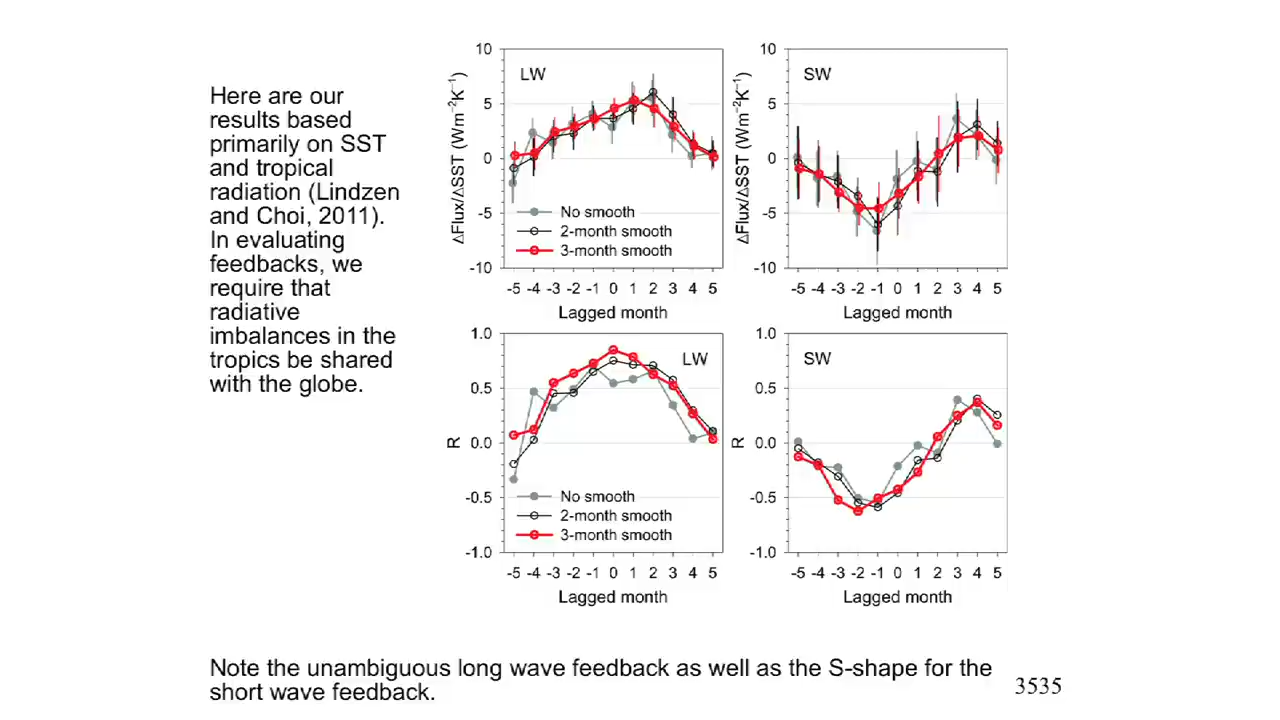 Here are our
results based
primarily on SST
and tropical
radiation (Lindzen
and Choi, 2011).
In evaluating
feedbacks, we
require that
radiative
imbalances in the
tropics be shared
with the globe.
10
5
0
-5
-10
ΔFlux/ΔSST (Wm⁻²K⁻¹)
LW
No smooth
2-month smooth
3-month smooth
-5 -4 -3 -2 -1 0 1 2 3 4 5
Lagged month
10
5
0
-5
-10
ΔFlux/ΔSST (Wm⁻²K⁻¹)
SW
-5 -4 -3 -2 -1 0 1 2 3 4 5
Lagged month
1.0
0.5
0.0
-0.5
-1.0
R
LW
No smooth
2-month smooth
3-month smooth
-5 -4 -3 -2 -1 0 1 2 3 4 5
Lagged month
1.0
0.5
0.0
-0.5
-1.0
R
SW
-5 -4 -3 -2 -1 0 1 2 3 4 5
Lagged month
Note the unambiguous long wave feedback as well as the S-shape for the
short wave feedback.
3535